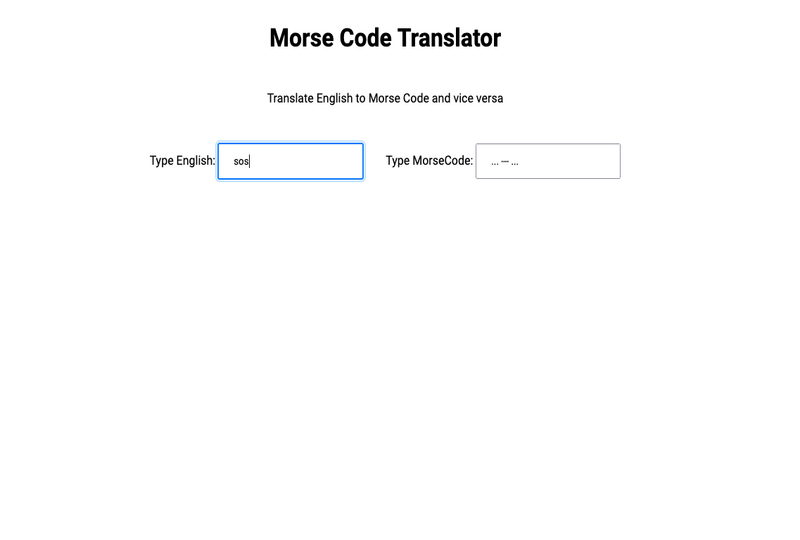 Morse Code Translator
Translate English to Morse Code and vice versa
Type English: sos Type MorseCode: ... --- ...